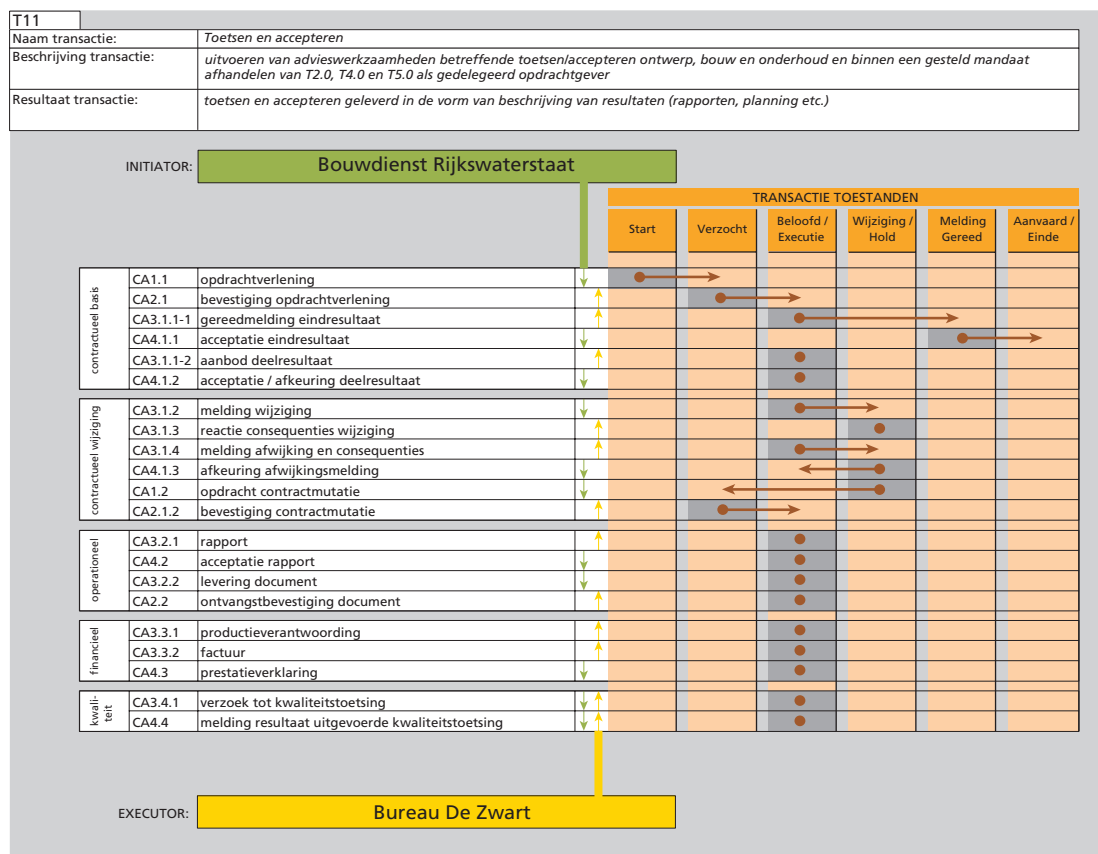 T11
Naam transactie: Toetsen en accepteren
Beschrijving transactie: uitvoeren van advieswerkzaamheden betreffende toetsen/accepteren ontwerp, bouw en onderhoud en binnen een gesteld mandaat
afhandelen van T2.0, T4.0 en T5.0 als gedelegeerd opdrachtgever
Resultaat transactie: toetsen en accepteren geleverd in de vorm van beschrijving van resultaten (rapporten, planning etc.)
INITIATOR: Bouwdienst Rijkswaterstaat
TRANSACTIE TOESTANDEN
Start Verzocht Beloofd / Executie Wijziging / Hold Melding Gereed Aanvaard / Einde
contractueel basis
CA1.1 opdrachtverlening
CA2.1 bevestiging opdrachtverlening
CA3.1.1-1 gereedmelding eindresultaat
CA4.1.1 acceptatie eindresultaat
CA3.1.1-2 aanbod deelresultaat
CA4.1.2 acceptatie / afkeuring deelresultaat
contractueel wijziging
CA3.1.2 melding wijziging
CA3.1.3 reactie consequenties wijziging
CA3.1.4 melding afwijking en consequenties
CA4.1.3 afkeuring afwijkingsmelding
CA1.2 opdracht contractmutatie
CA2.1.2 bevestiging contractmutatie
operationeel
CA3.2.1 rapport
CA4.2 acceptatie rapport
CA3.2.2 levering document
CA2.2 ontvangstbevestiging document
financieel
CA3.3.1 productieverantwoording
CA3.3.2 factuur
CA4.3 prestatieverklaring
kwali-
teit
CA3.4.1 verzoek tot kwaliteitstoetsing
CA4.4 melding resultaat uitgevoerde kwaliteitstoetsing
EXECUTOR: Bureau De Zwart